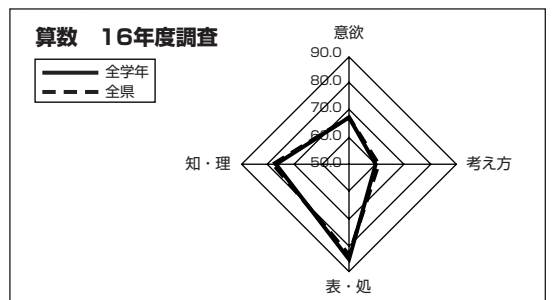 算数　16年度調査
全学年
全県
意欲
90.0
80.0
70.0
60.0
50.0
知・理
考え方
表・処